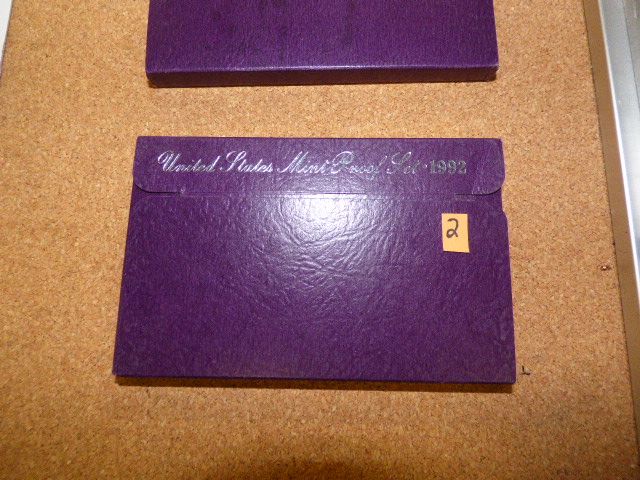 United States Mint Proof Set · 1992
2